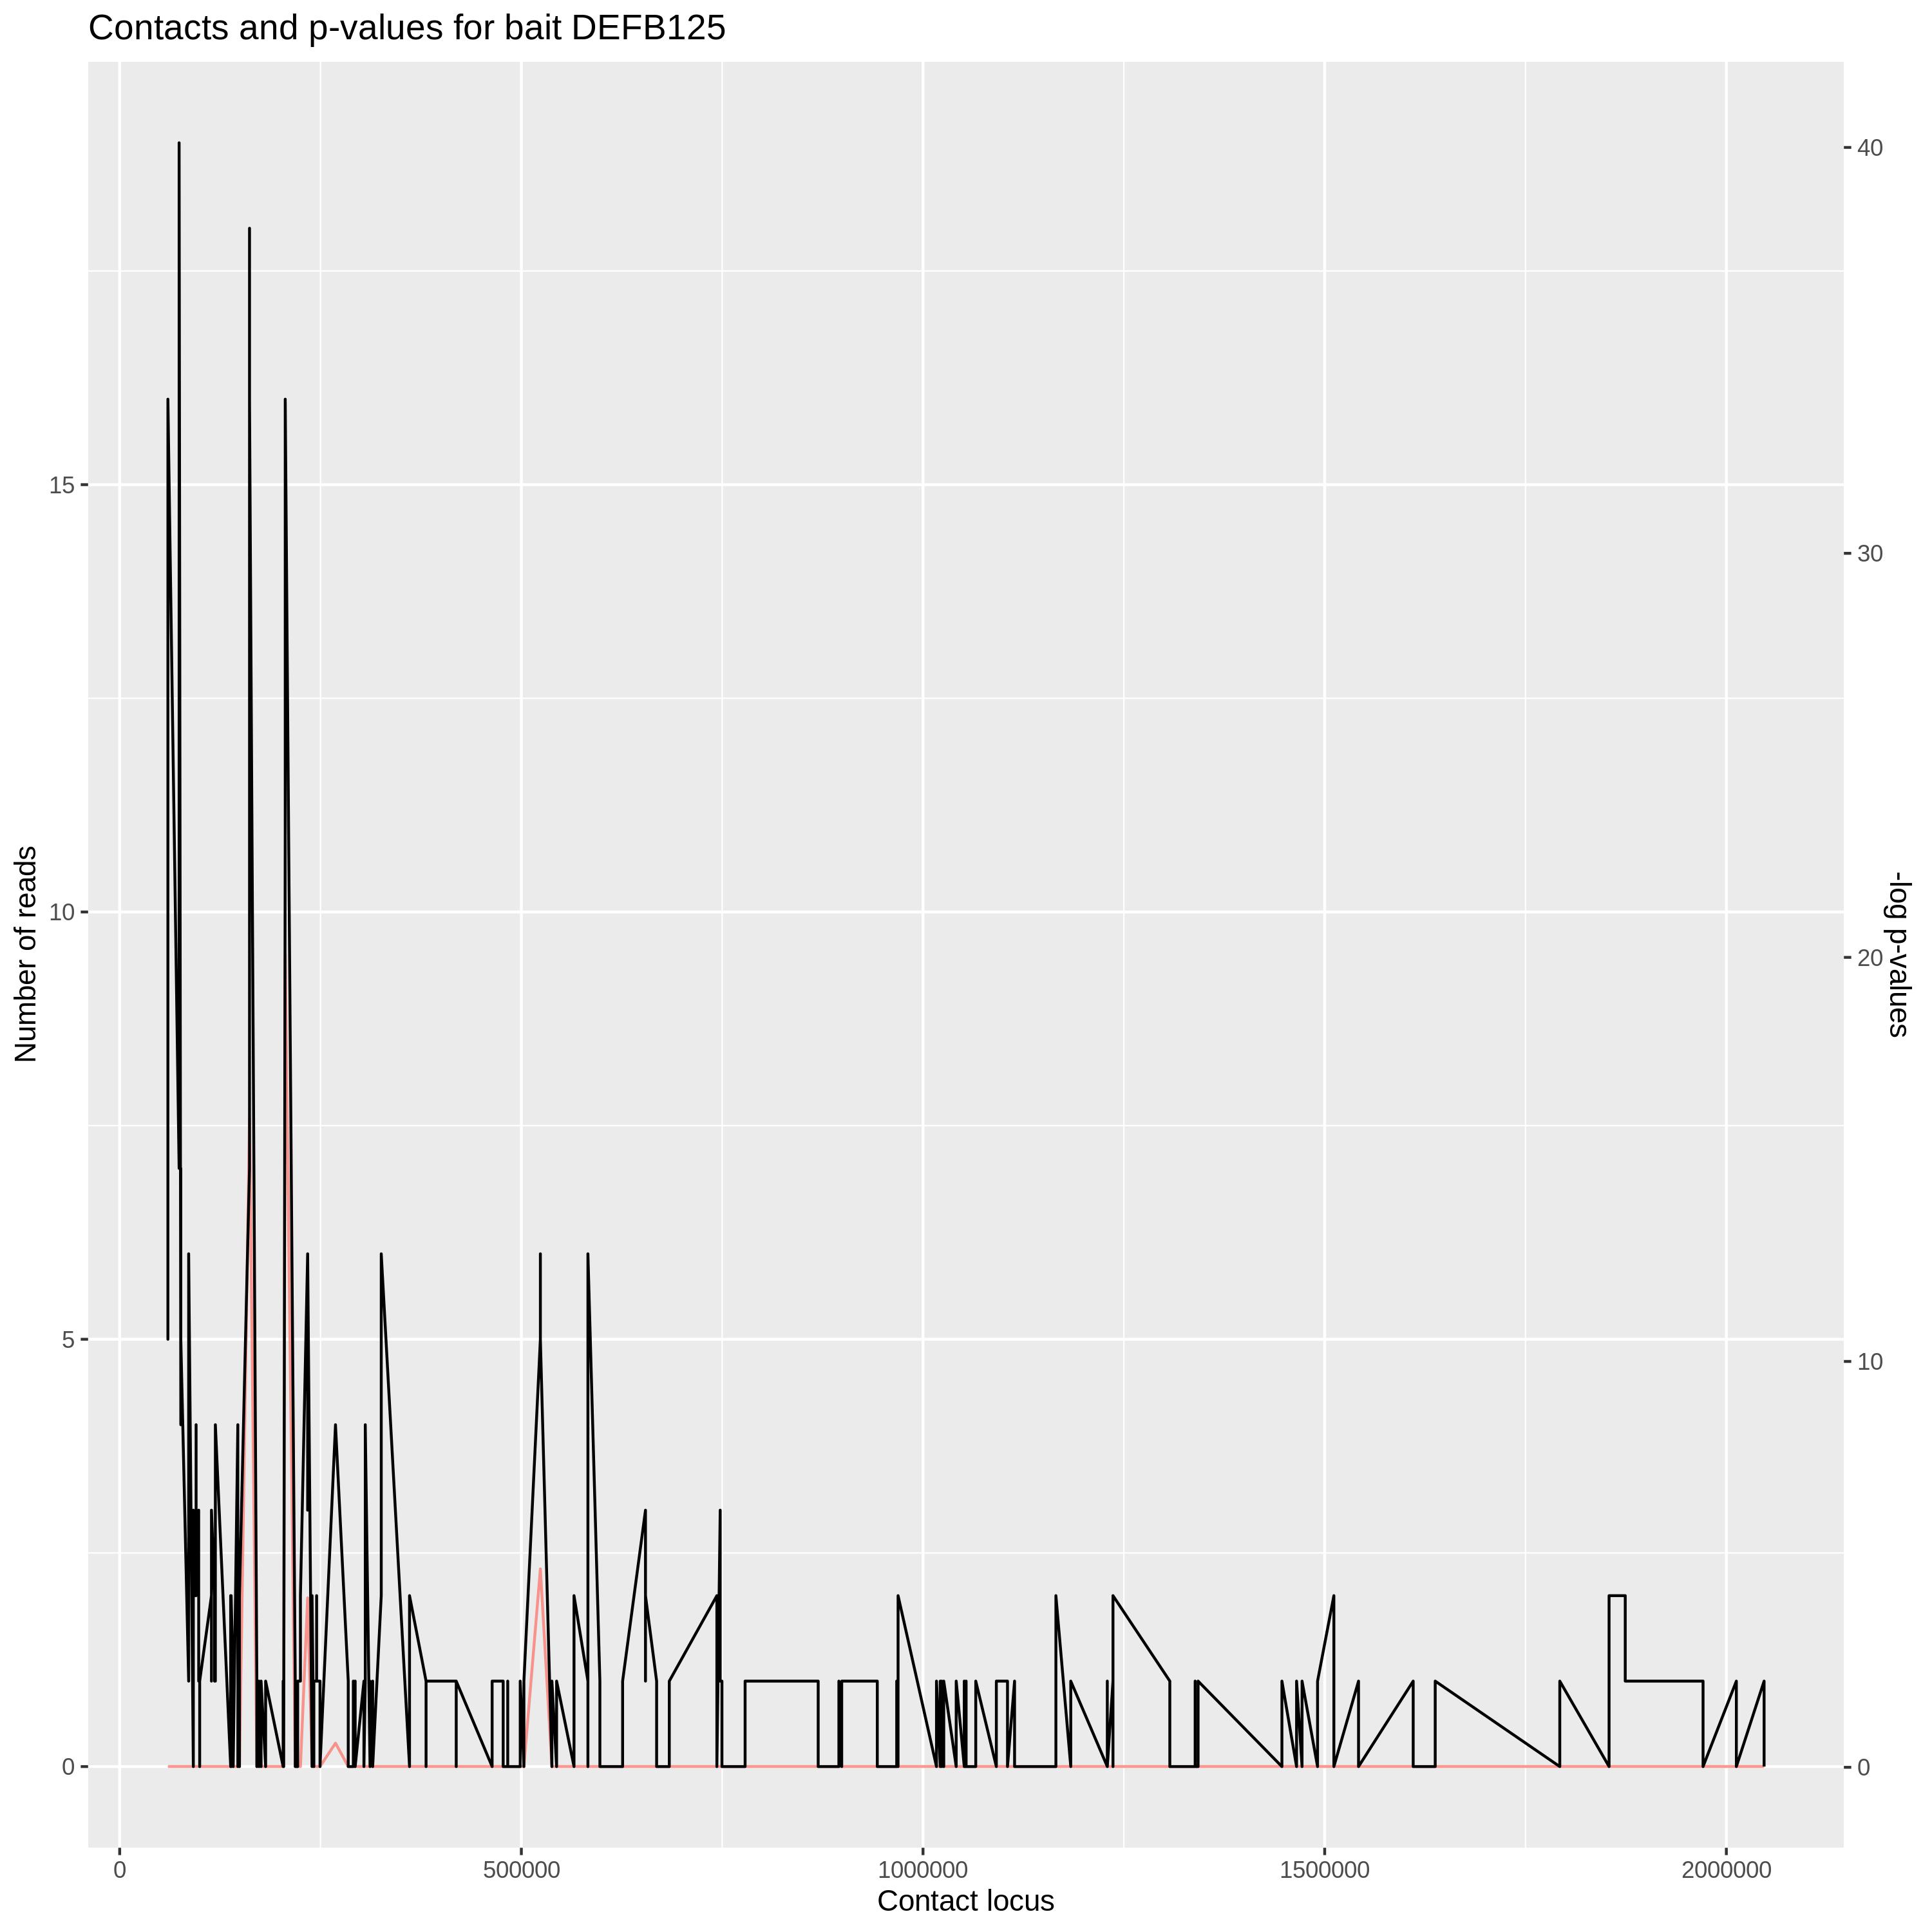 Contacts and p-values for bait DEFB125
Number of reads
15
10
5
0
40
30
20
10
0
-log p-values
0 500000 1000000 1500000 2000000
Contact locus